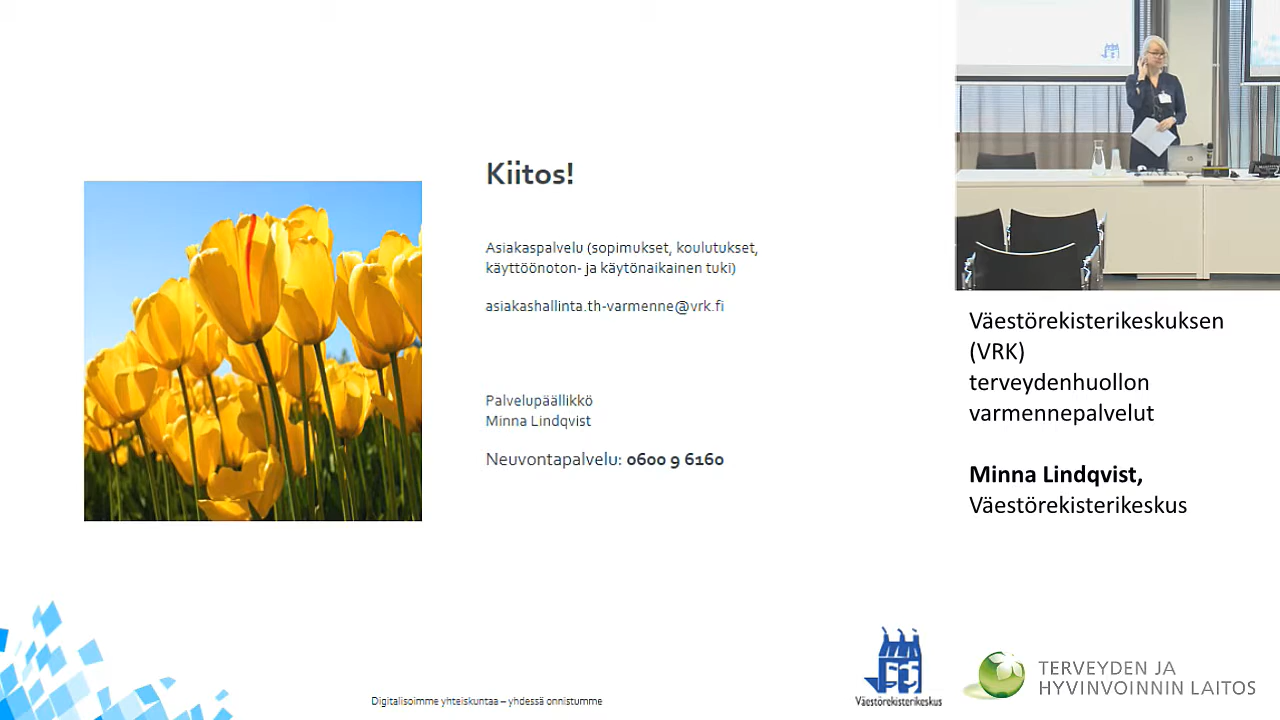 Kiitos!
Asiakaspalvelu (sopimukset, koulutukset,
käyttöönoton- ja käytönaikainen tuki)
asiakashallinta.th-varmenne@vrk.fi
Palvelupäällikkö
Minna Lindqvist
Neuvontapalvelu: 0600 9 6160
Väestörekisterikeskuksen
(VRK)
terveydenhuollon
varmennepalvelut
Minna Lindqvist,
Väestörekisterikeskus
Digitalisoimme yhteiskuntaa – yhdessä onnistumme
Väestörekisterikeskus
TERVEYDEN JA
HYVINVOINNIN LAITOS